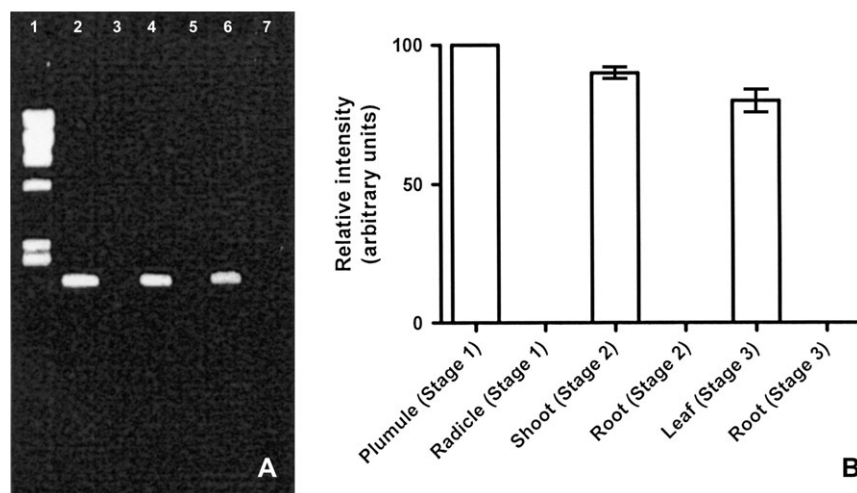 1 2 3 4 5 6 7
A
Relative intensity
(arbitrary units)
100
50
0
Plumule (Stage 1)
Radicle (Stage 1)
Shoot (Stage 2)
Root (Stage 2)
Leaf (Stage 3)
Root (Stage 3)
B